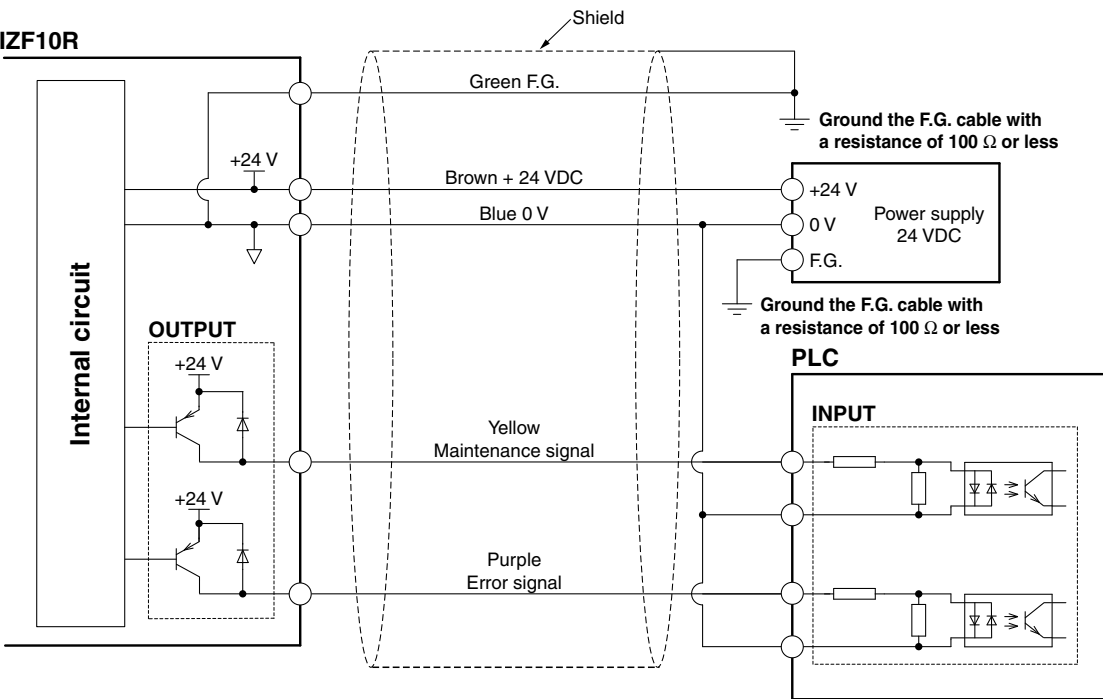 Shield
IZF10R
Green F.G.
Ground the F.G. cable with
a resistance of 100 Ω or less
+24 V
Brown + 24 VDC
+24 V
Blue 0 V
0 V
Power supply
24 VDC
F.G.
Ground the F.G. cable with
a resistance of 100 Ω or less
Internal circuit
OUTPUT
+24 V
PLC
INPUT
Yellow
Maintenance signal
+24 V
Purple
Error signal